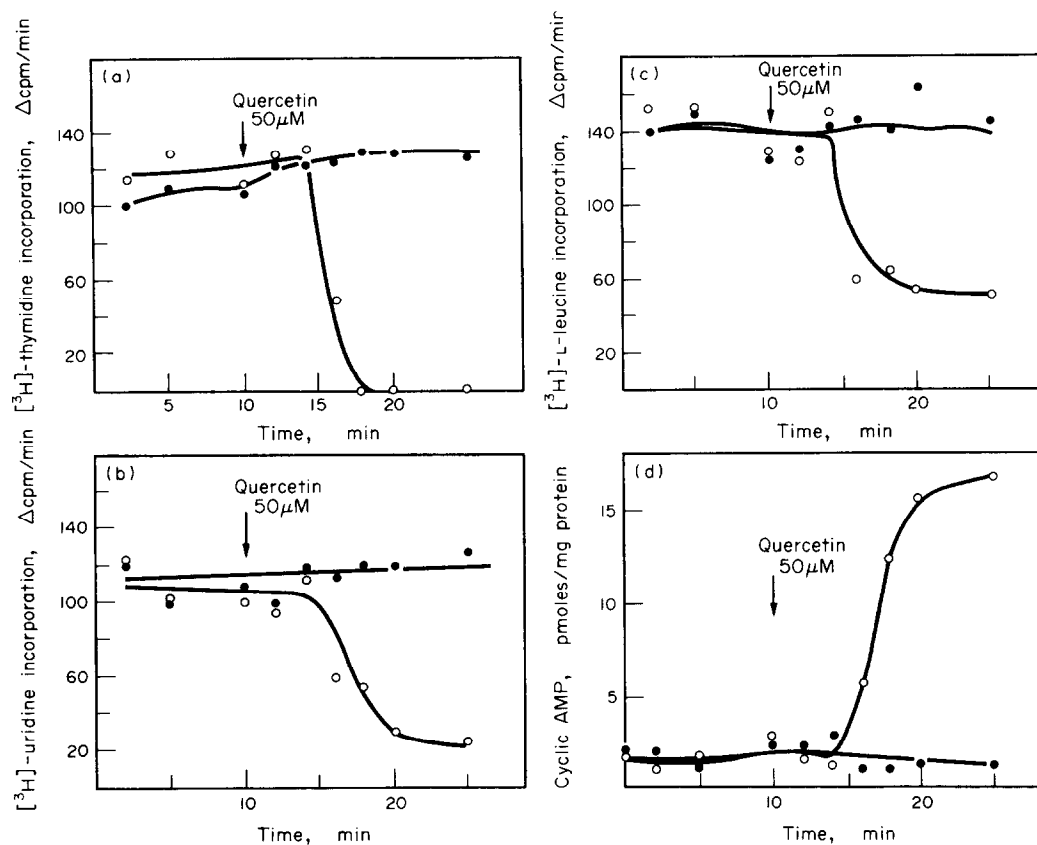 [³H]-thymidine incorporation, Δcpm/min
(a)
Quercetin
50μM
140
100
60
20
5 10 15 20
Time, min
[³H]-uridine incorporation, Δcpm/min
(b)
Quercetin
50μM
140
100
60
20
10 20
Time, min
[³H]-L-leucine incorporation, Δcpm/min
(c)
Quercetin
50μM
140
100
60
20
10 20
Time, min
Cyclic AMP, pmoles/mg protein
(d)
Quercetin
50μM
15
10
5
10 20
Time, min